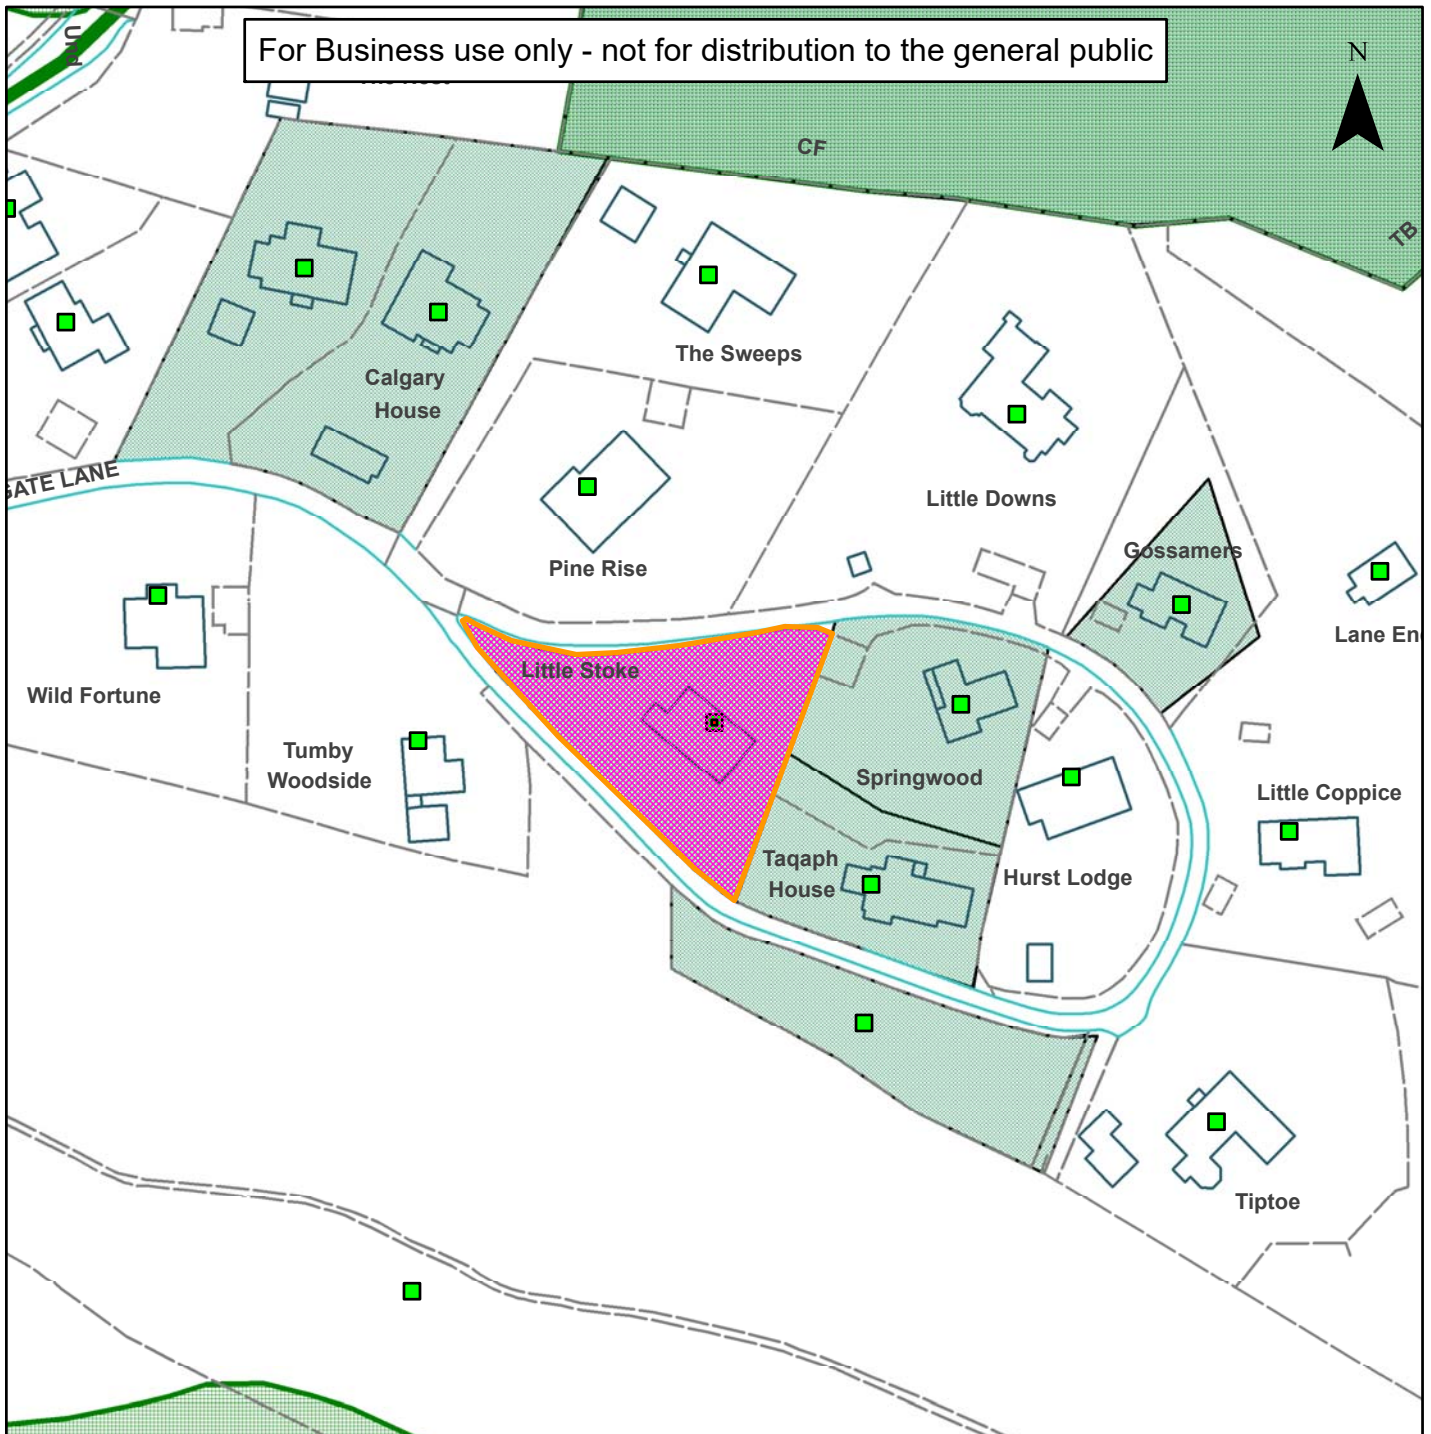 Und
For Business use only - not for distribution to the general public
N
CF
TB
The Sweeps
Calgary
House
GATE LANE
Little Downs
Pine Rise
Gossamers
Lane En
Little Stoke
Wild Fortune
Tumby
Woodside
Springwood
Little Coppice
Taqaph
House
Hurst Lodge
Tiptoe